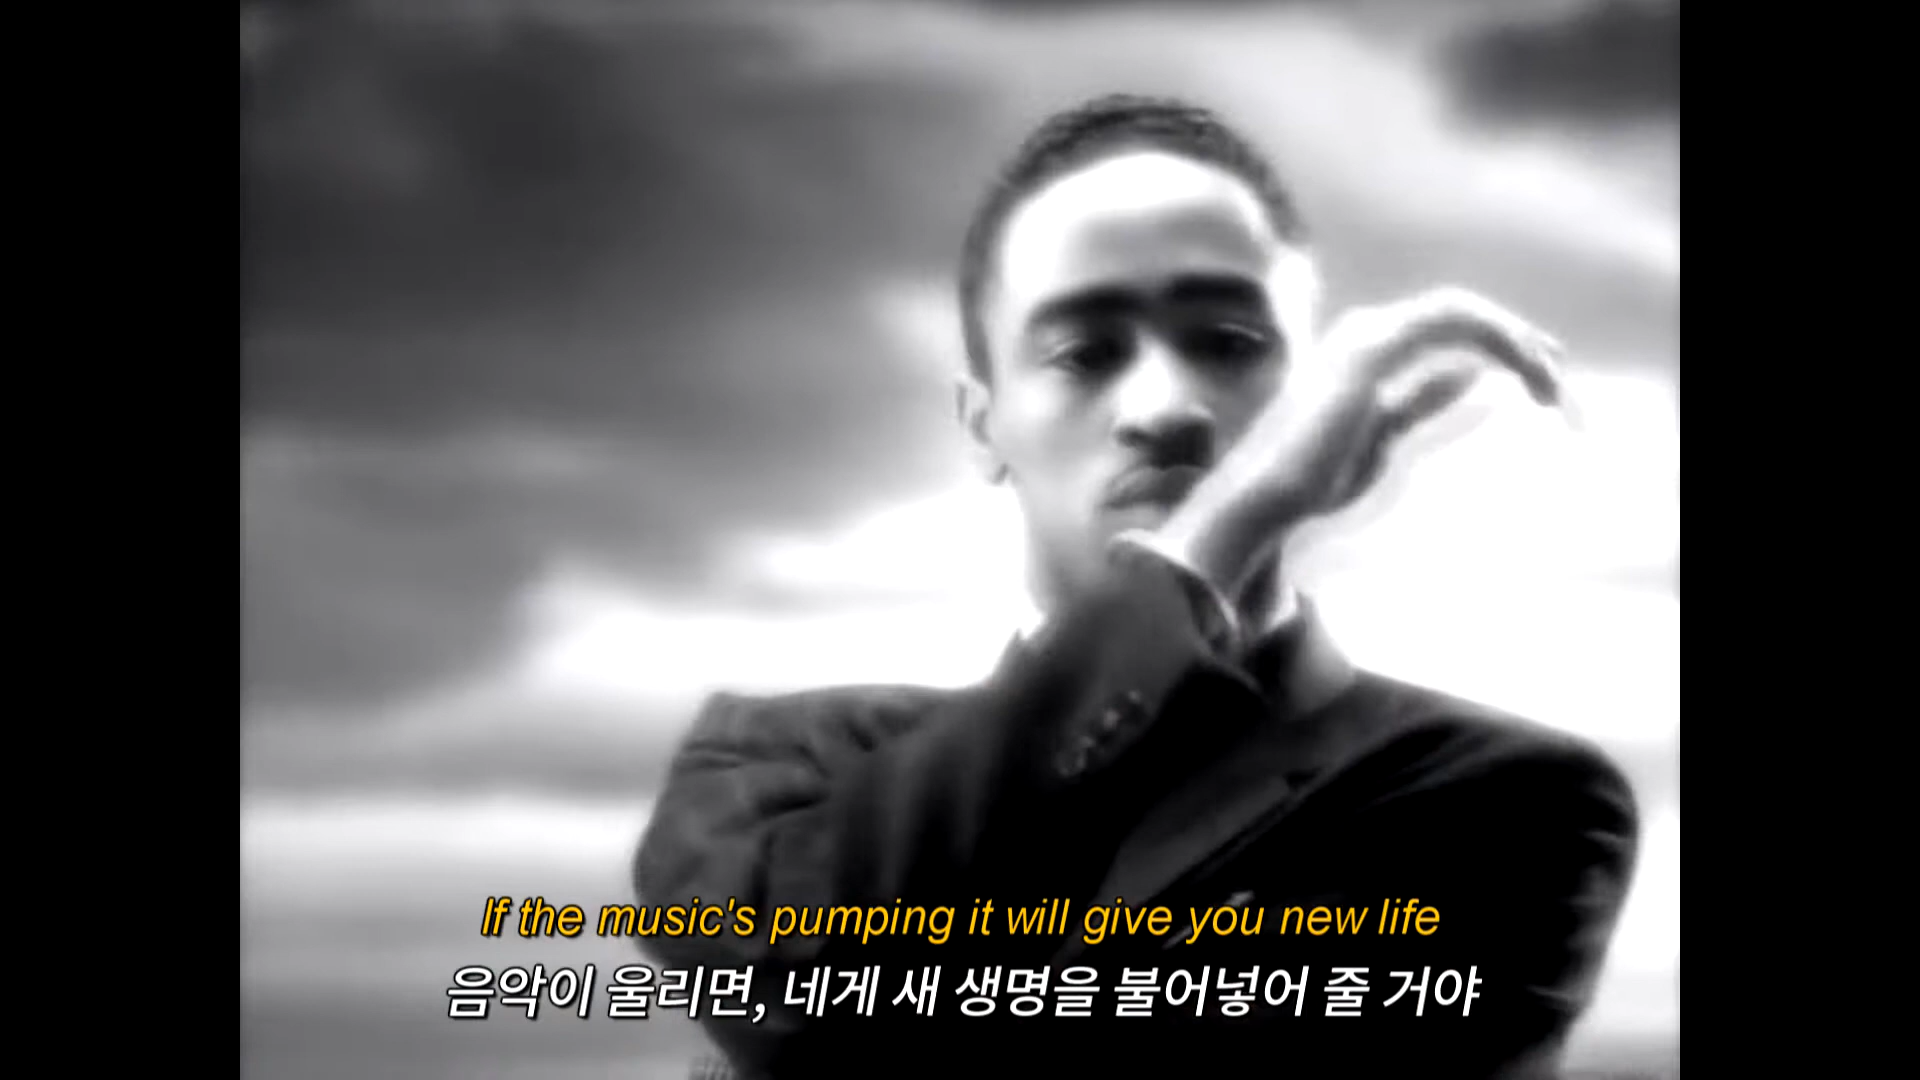 If the music's pumping it will give you new life
음악이 울리면, 네게 새 생명을 불어넣어 줄 거야